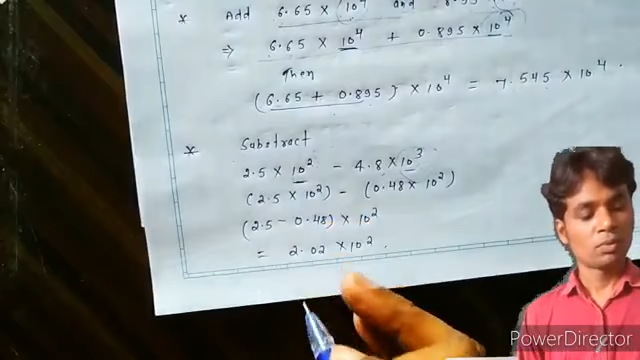 * Add 6.65 × 10⁴ and 8.95
⇒ 6.65 × 10⁴ + 0.895 × 10⁴
Then
(6.65 + 0.895) × 10⁴ = 7.545 × 10⁴.
* Substract
2.5 × 10² - 4.8 × 10³
(2.5 × 10²) - (0.48 × 10²)
(2.5 - 0.48) × 10²
= 2.02 × 10².
PowerDirector